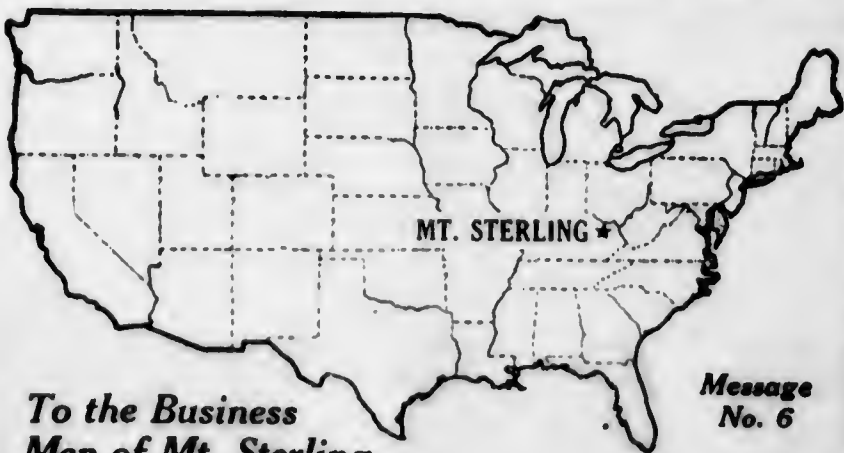 MT. STERLING ★
To the Business
Men of Mt. Sterling
Message
No. 6